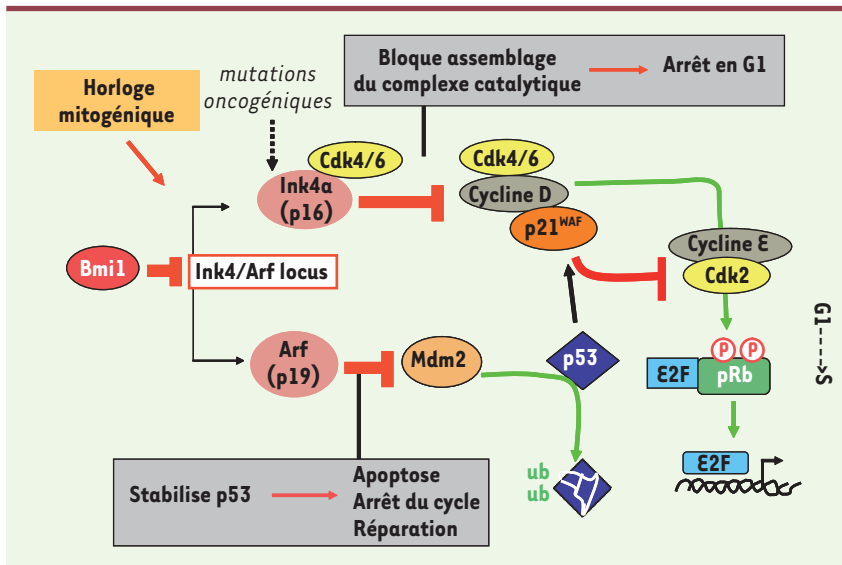 Bloque assemblage
du complexe catalytique
Arrêt en G1
Horloge
mitogénique
mutations
oncogéniques
Cdk4/6
Ink4a
(p16)
Cdk4/6
Cycline D
p21WAF
Cycline E
Cdk2
Bmi1
Ink4/Arf locus
Arf
(p19)
Mdm2
p53
P P
E2F
pRb
G1----->S
E2F
ub
ub
Stabilise p53
Apoptose
Arrêt du cycle
Réparation